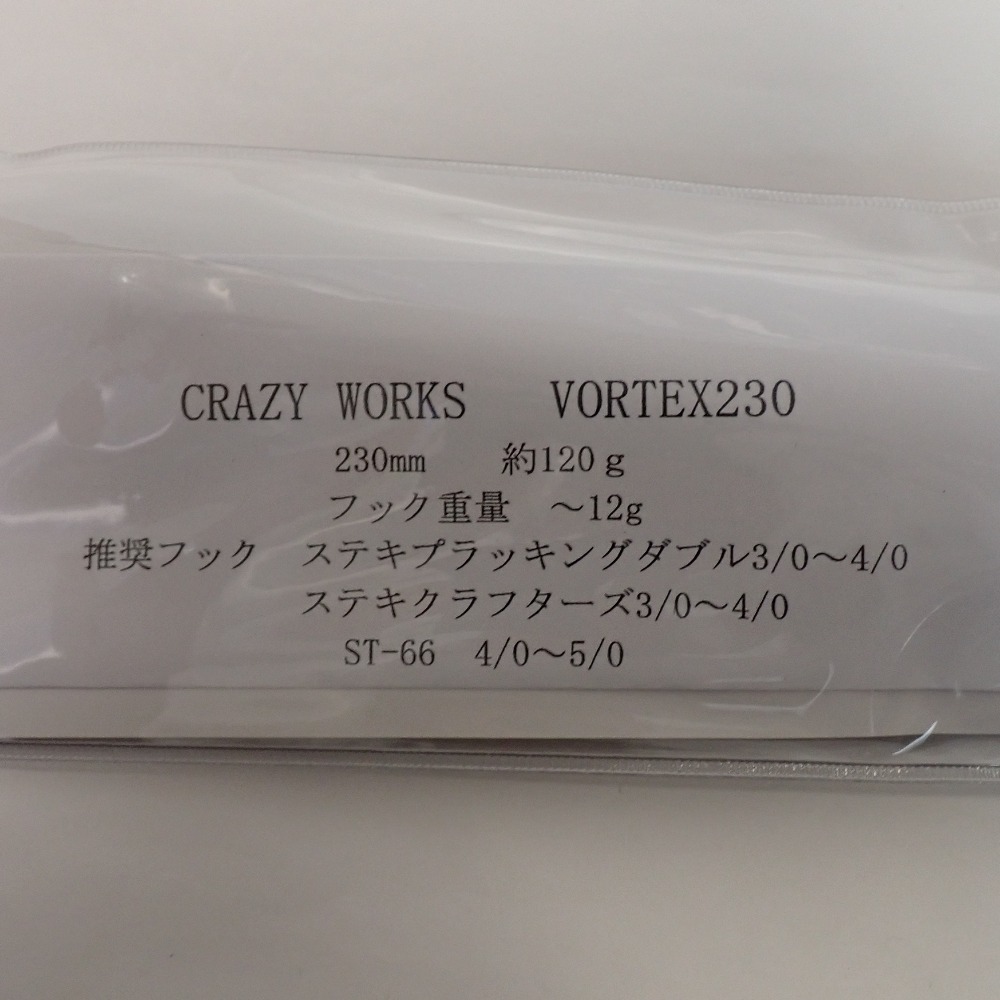 CRAZY WORKS　VORTEX230
230mm　約120ｇ
フック重量　～12g
推奨フック　ステキプラッキングダブル3/0～4/0
ステキクラフターズ3/0～4/0
ST-66　4/0～5/0